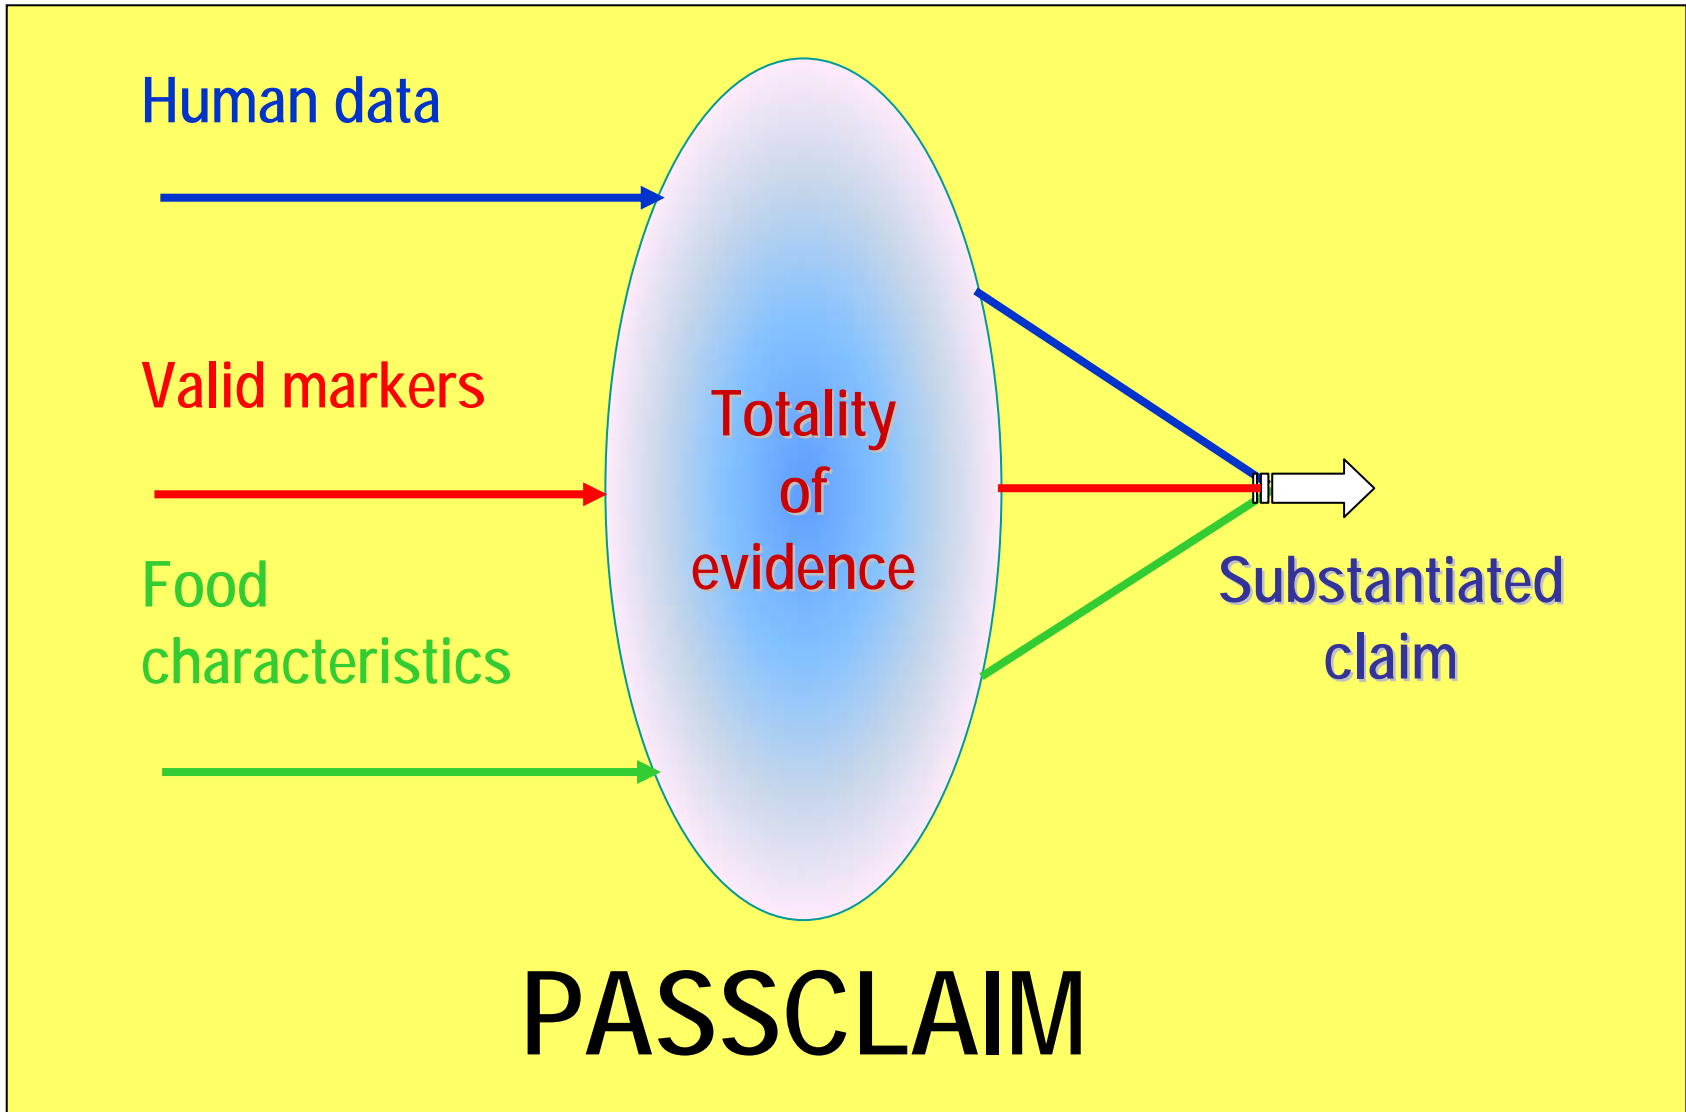 Human data
Valid markers
Food
characteristics
Totality
of
evidence
Substantiated
claim
PASSCLAIM